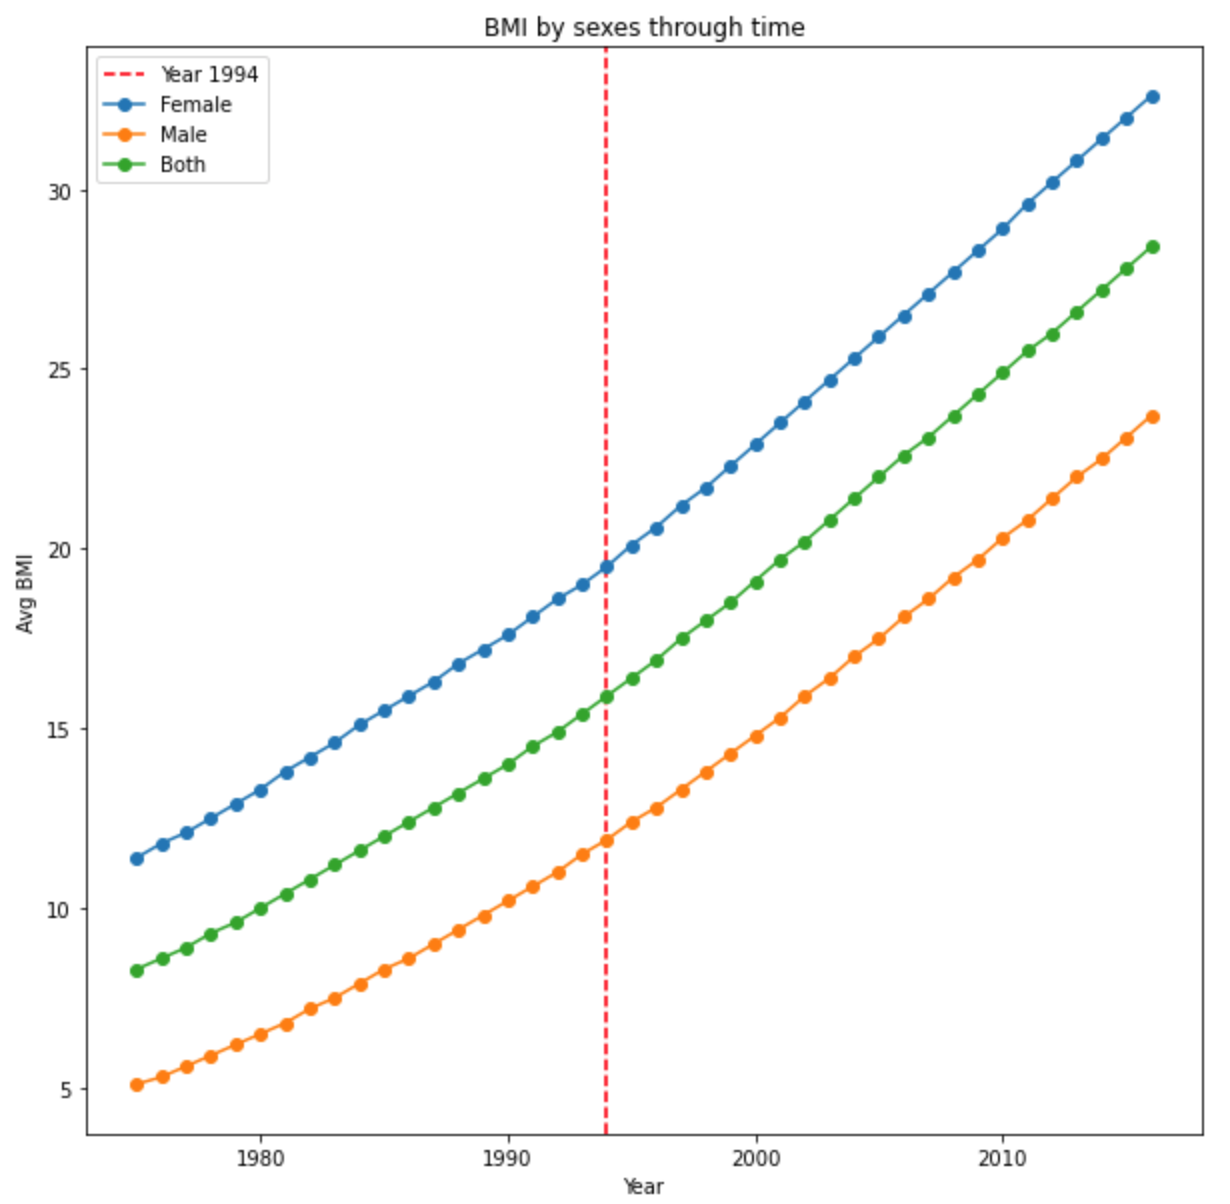 BMI by sexes through time
Year 1994
Female
Male
Both
30
25
20
15
10
5
Avg BMI
1980 1990 2000 2010
Year